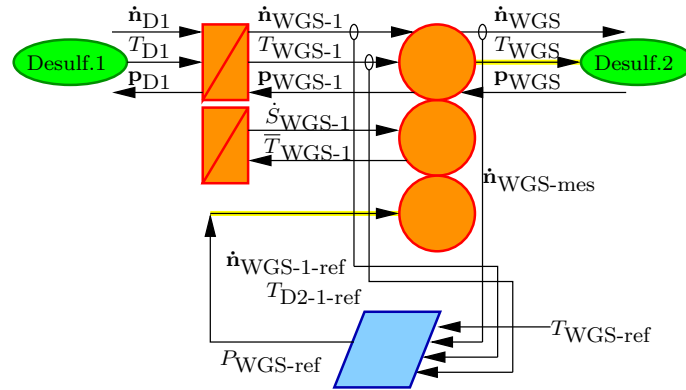 ṅD1 ṅWGS-1 ṅWGS
Desulf.1 TD1 TWGS-1 TWGS Desulf.2
pD1 pWGS-1 pWGS
ṠWGS-1
T̅WGS-1
ṅWGS-mes
ṅWGS-1-ref
TD2-1-ref
TWGS-ref
PWGS-ref